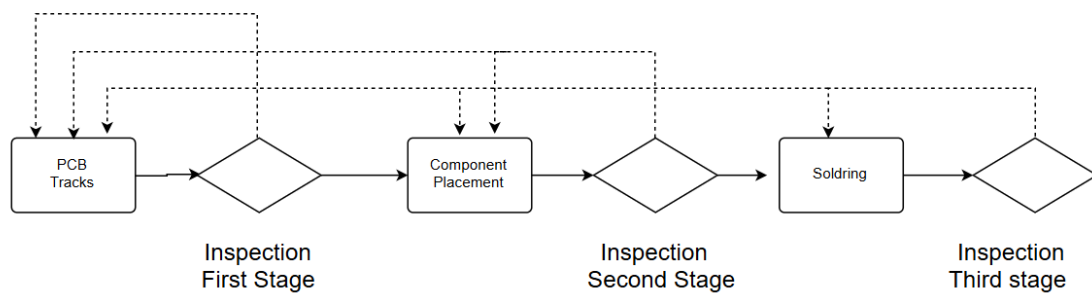 PCB
Tracks
Component
Placement
Soldring
Inspection
First Stage
Inspection
Second Stage
Inspection
Third stage